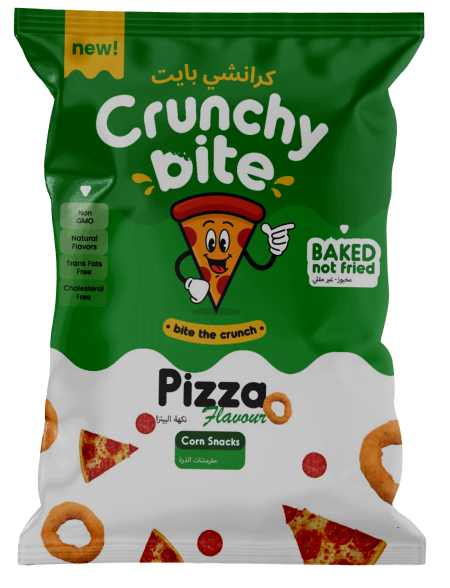 new!
كرانشي بايت
Crunchy
bite
Non
GMO
Natural
Flavors
Trans Fats
Free
Cholesterol
Free
BAKED
not fried
مخبوز- غير مقلي
• bite the crunch •
Pizza
Flavour
نكهة البيتزا
Corn Snacks
مقرمشات الذرة